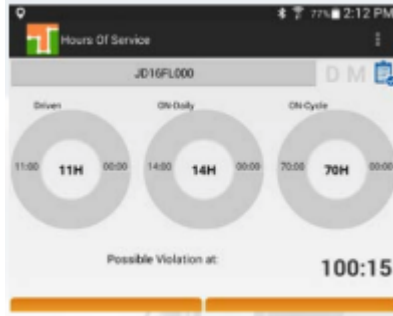 77% 2:12 PM
Hours Of Service
JD16FL000 D M
Driven ON-Daily ON-Cycle
11:00 11H 00:00 14:00 14H 00:00 70:00 70H 00:00
Possible Violation at: 100:15